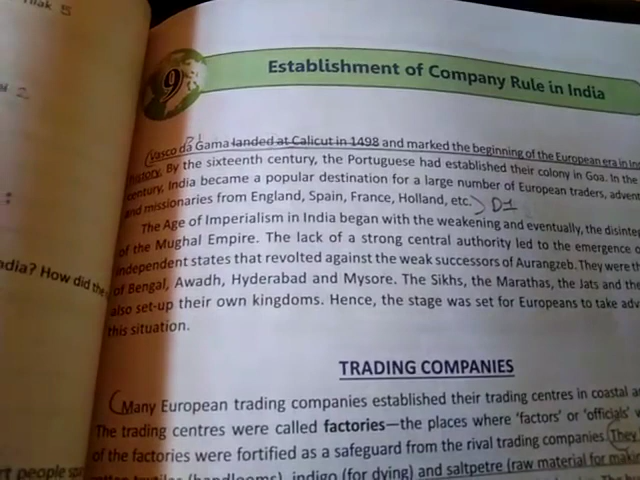 5
2
9
Establishment of Company Rule in India
Vasco da Gama landed at Calicut in 1498 and marked the beginning of the European era in
history. By the sixteenth century, the Portuguese had established their colony in Goa. In the
century, India became a popular destination for a large number of European traders,
and missionaries from England, Spain, France, Holland, etc. D1
The Age of Imperialism in India began with the weakening and eventually, the
of the Mughal Empire. The lack of a strong central authority led to the emergence
independent states that revolted against the weak successors of Aurangzeb. They were
of Bengal, Awadh, Hyderabad and Mysore. The Sikhs, the Marathas, the Jats and the
also set-up their own kingdoms. Hence, the stage was set for Europeans to take
this situation.
How did the
TRADING COMPANIES
Many European trading companies established their trading centres in coastal
The trading centres were called factories—the places where 'factors' or 'officials'
of the factories were fortified as a safeguard from the rival trading companies. They
(handlooms), indigo (for dying) and saltpetre (raw material for
people